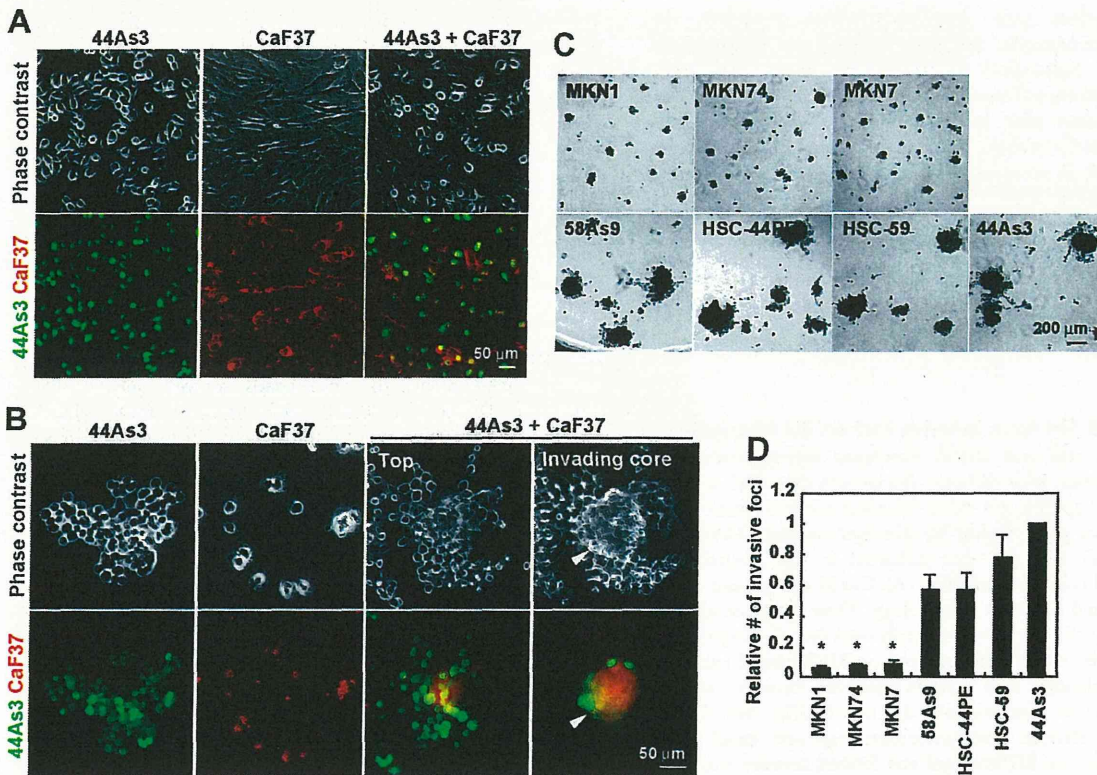 A
44As3
CaF37
44As3 + CaF37
Phase contrast
44As3 CaF37
50 μm
B
44As3
CaF37
44As3 + CaF37
Top
Invading core
Phase contrast
44As3 CaF37
50 μm
C
MKN1
MKN74
MKN7
58As9
HSC-44PE
HSC-59
44As3
200 μm
D
Relative # of invasive foci
1.2
1
0.8
0.6
0.4
0.2
0
* * *
MKN1
MKN74
MKN7
58As9
HSC-44PE
HSC-59
44As3